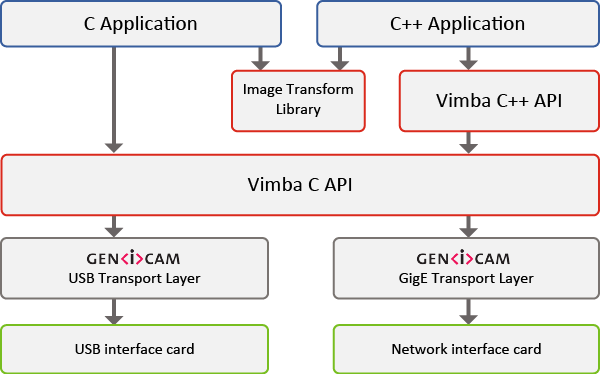 C Application
C++ Application
Image Transform
Library
Vimba C++ API
Vimba C API
GEN<i>CAM
USB Transport Layer
GEN<i>CAM
GigE Transport Layer
USB interface card
Network interface card